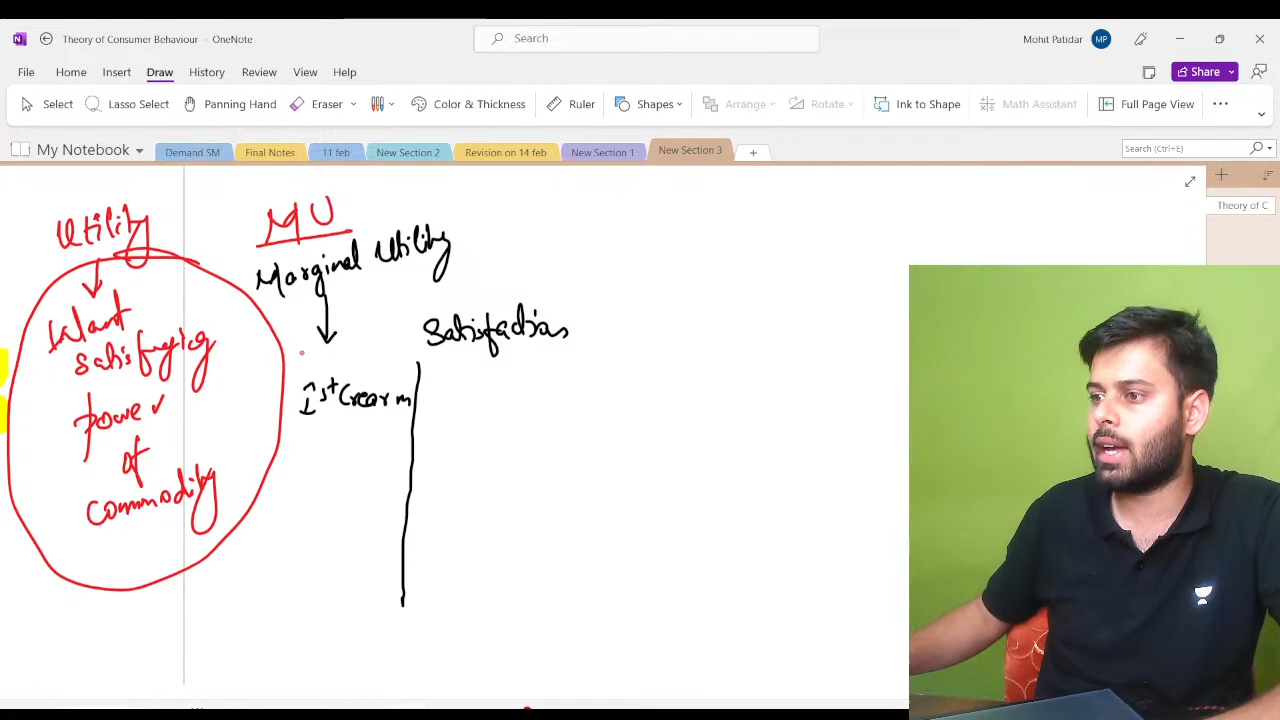 Theory of Consumer Behaviour - OneNote
Search
Mohit Patidar MP
File Home Insert Draw History Review View Help
Share
Select Lasso Select Panning Hand Eraser Color & Thickness Ruler Shapes Arrange Rotate Ink to Shape Math Assistant Full Page View
My Notebook Demand SM Final Notes 11 feb New Section 2 Revision on 14 feb New Section 1 New Section 3
Search (Ctrl+E)
Theory of C
Utility
Want
satisfying
power
of
commodity
MU
Marginal Utility
Satisfaction
Ist Cream